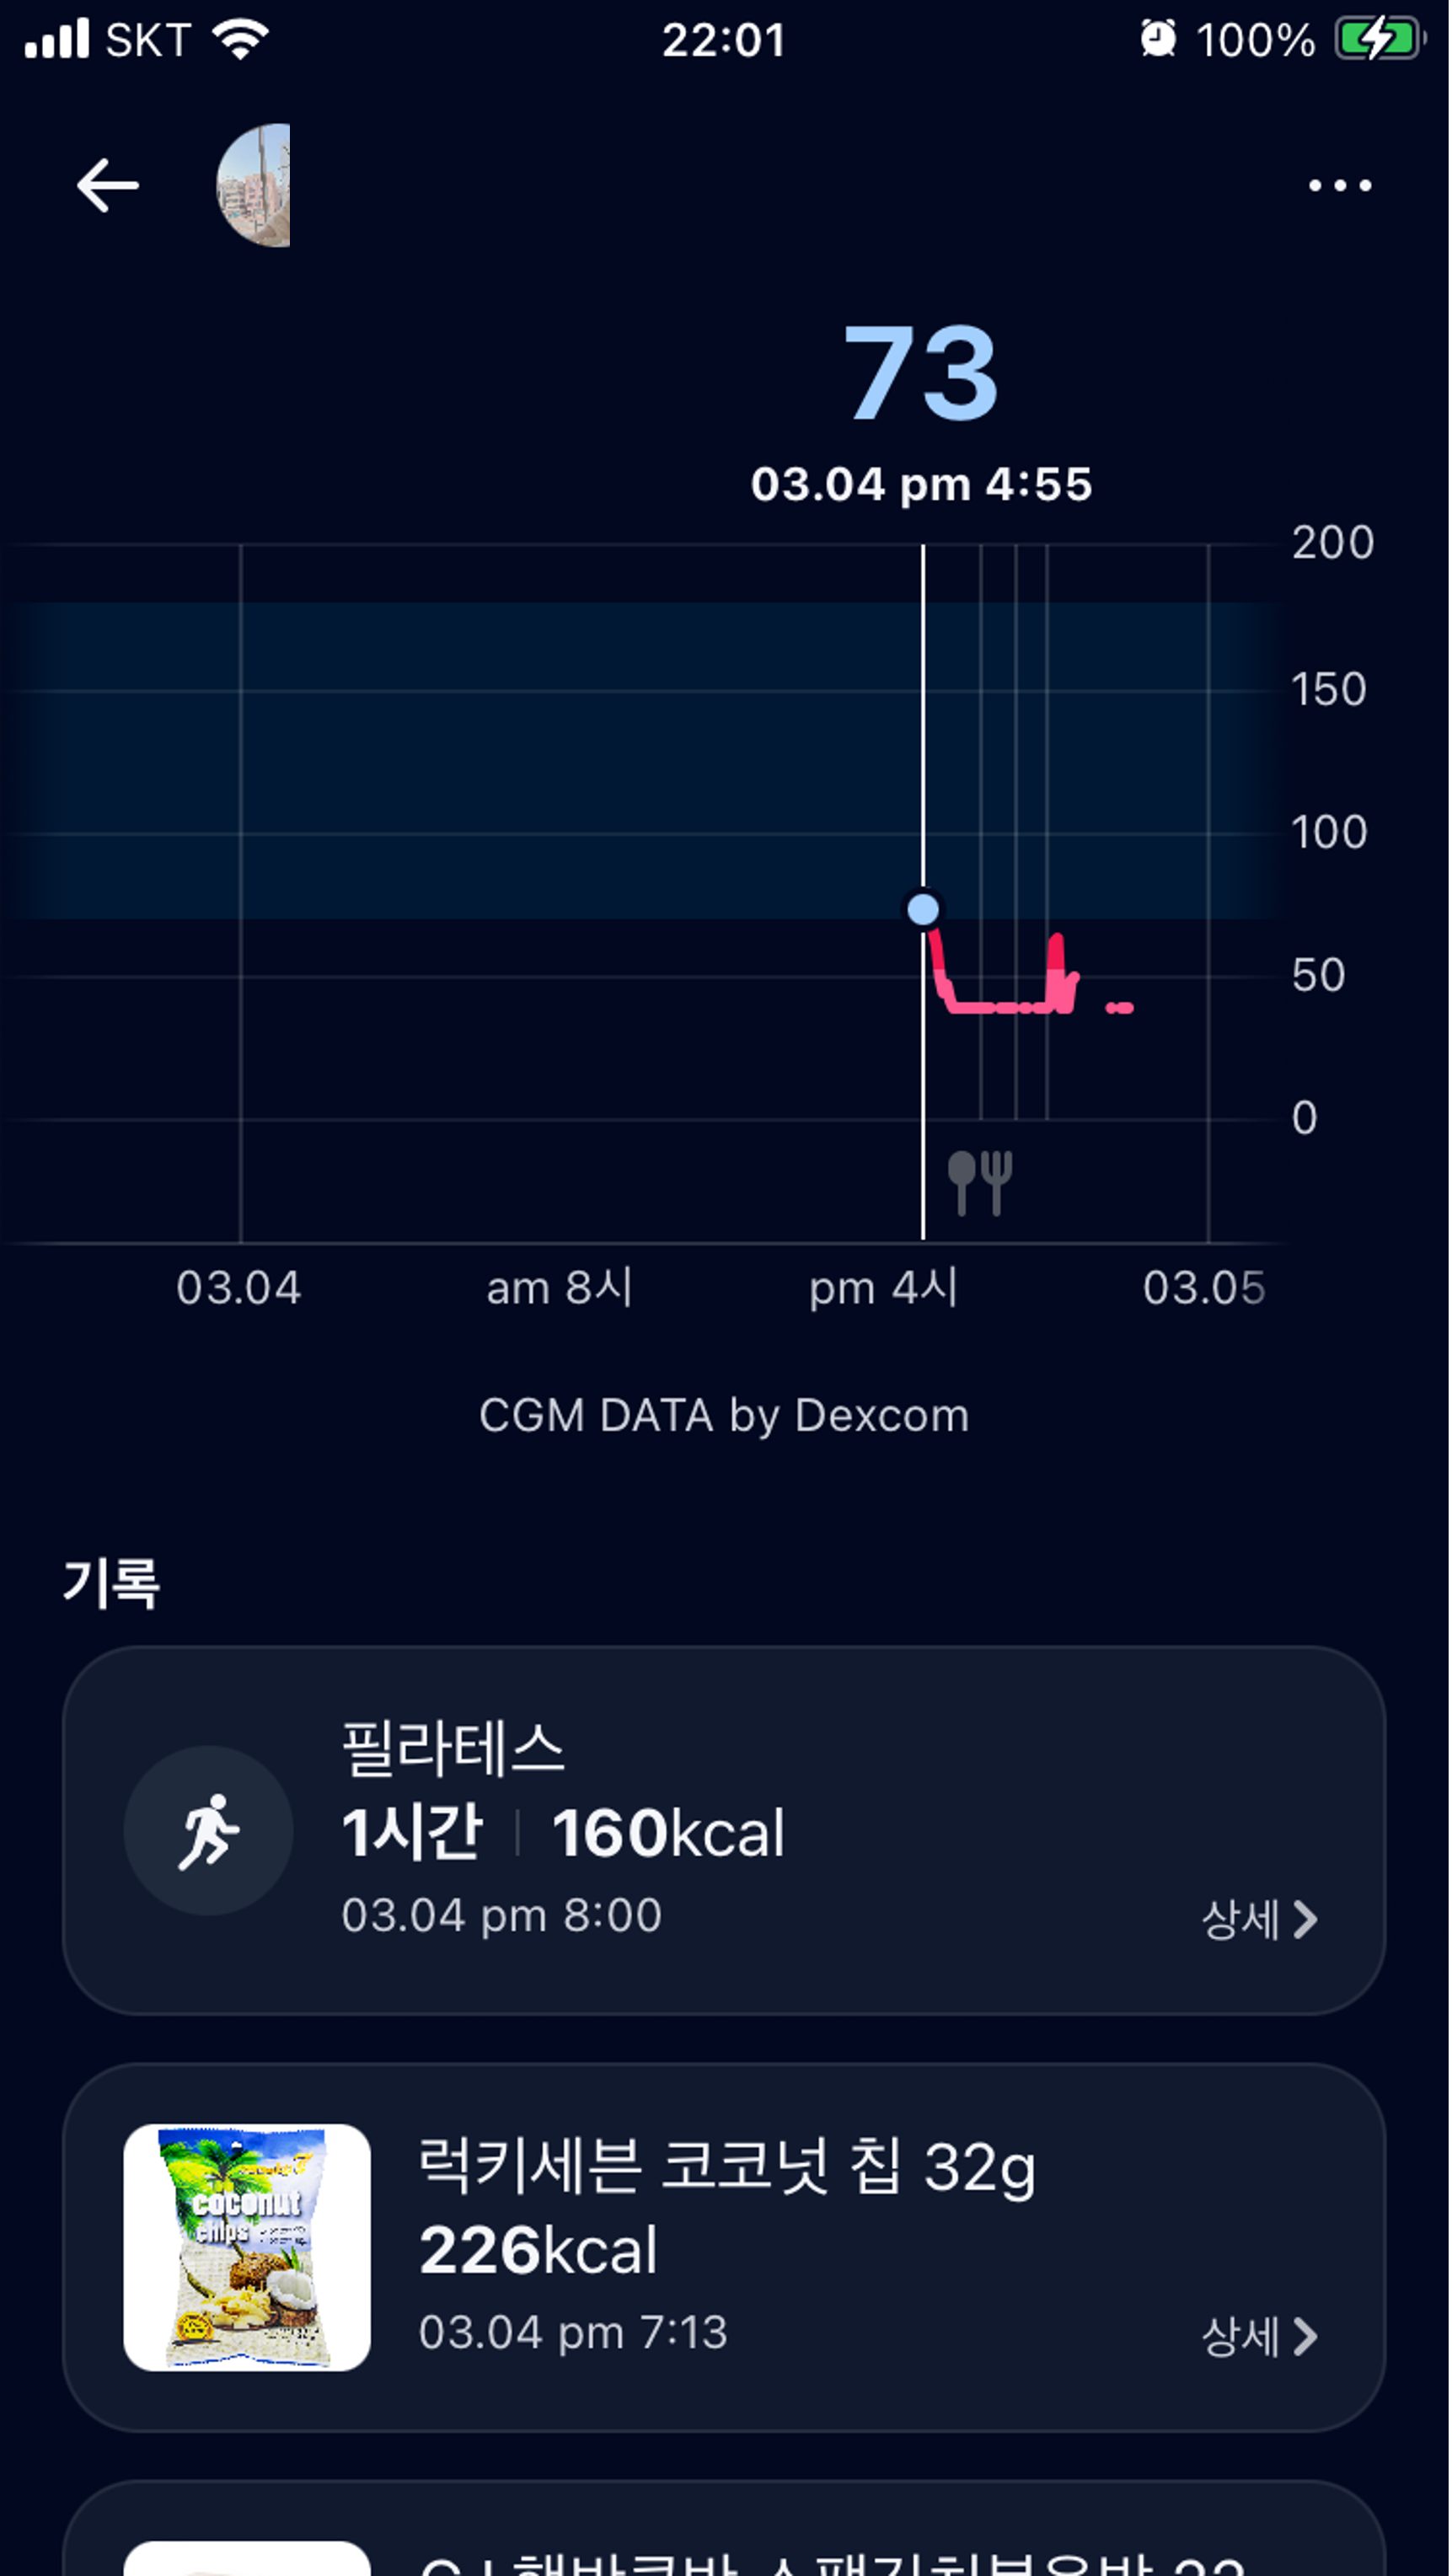 SKT 22:01 100%
73
03.04 pm 4:55
200
150
100
50
0
03.04 am 8시 pm 4시 03.05
CGM DATA by Dexcom
기록
필라테스
1시간 160kcal
03.04 pm 8:00
상세
coconut
chips
럭키세븐 코코넛 칩 32g
226kcal
03.04 pm 7:13
상세